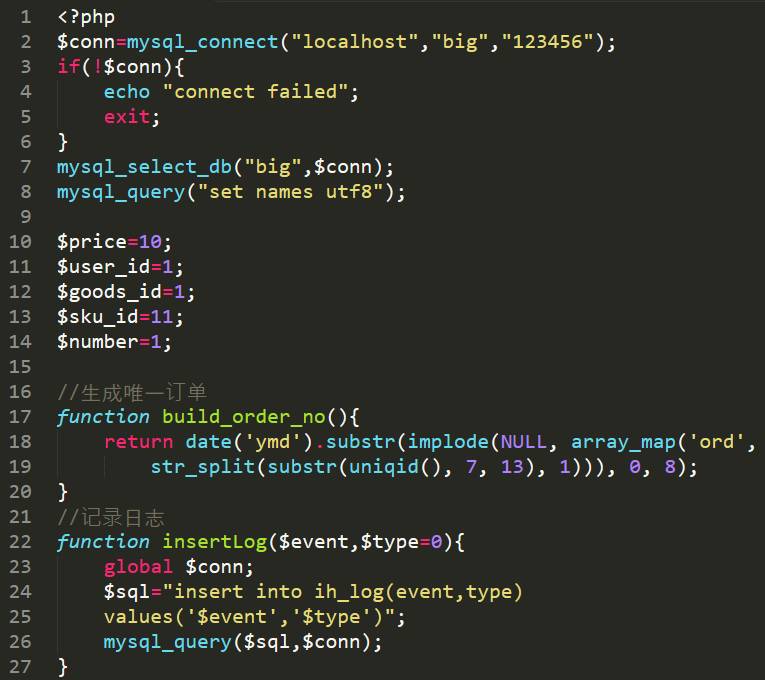 1 <?php
2 $conn=mysql_connect("localhost","big","123456");
3 if(!$conn){
4 echo "connect failed";
5 exit;
6 }
7 mysql_select_db("big",$conn);
8 mysql_query("set names utf8");
9
10 $price=10;
11 $user_id=1;
12 $goods_id=1;
13 $sku_id=11;
14 $number=1;
15
16 //生成唯一订单
17 function build_order_no(){
18 return date('ymd').substr(implode(NULL, array_map('ord',
19 str_split(substr(uniqid(), 7, 13), 1))), 0, 8);
20 }
21 //记录日志
22 function insertLog($event,$type=0){
23 global $conn;
24 $sql="insert into ih_log(event,type)
25 values('$event','$type')";
26 mysql_query($sql,$conn);
27 }